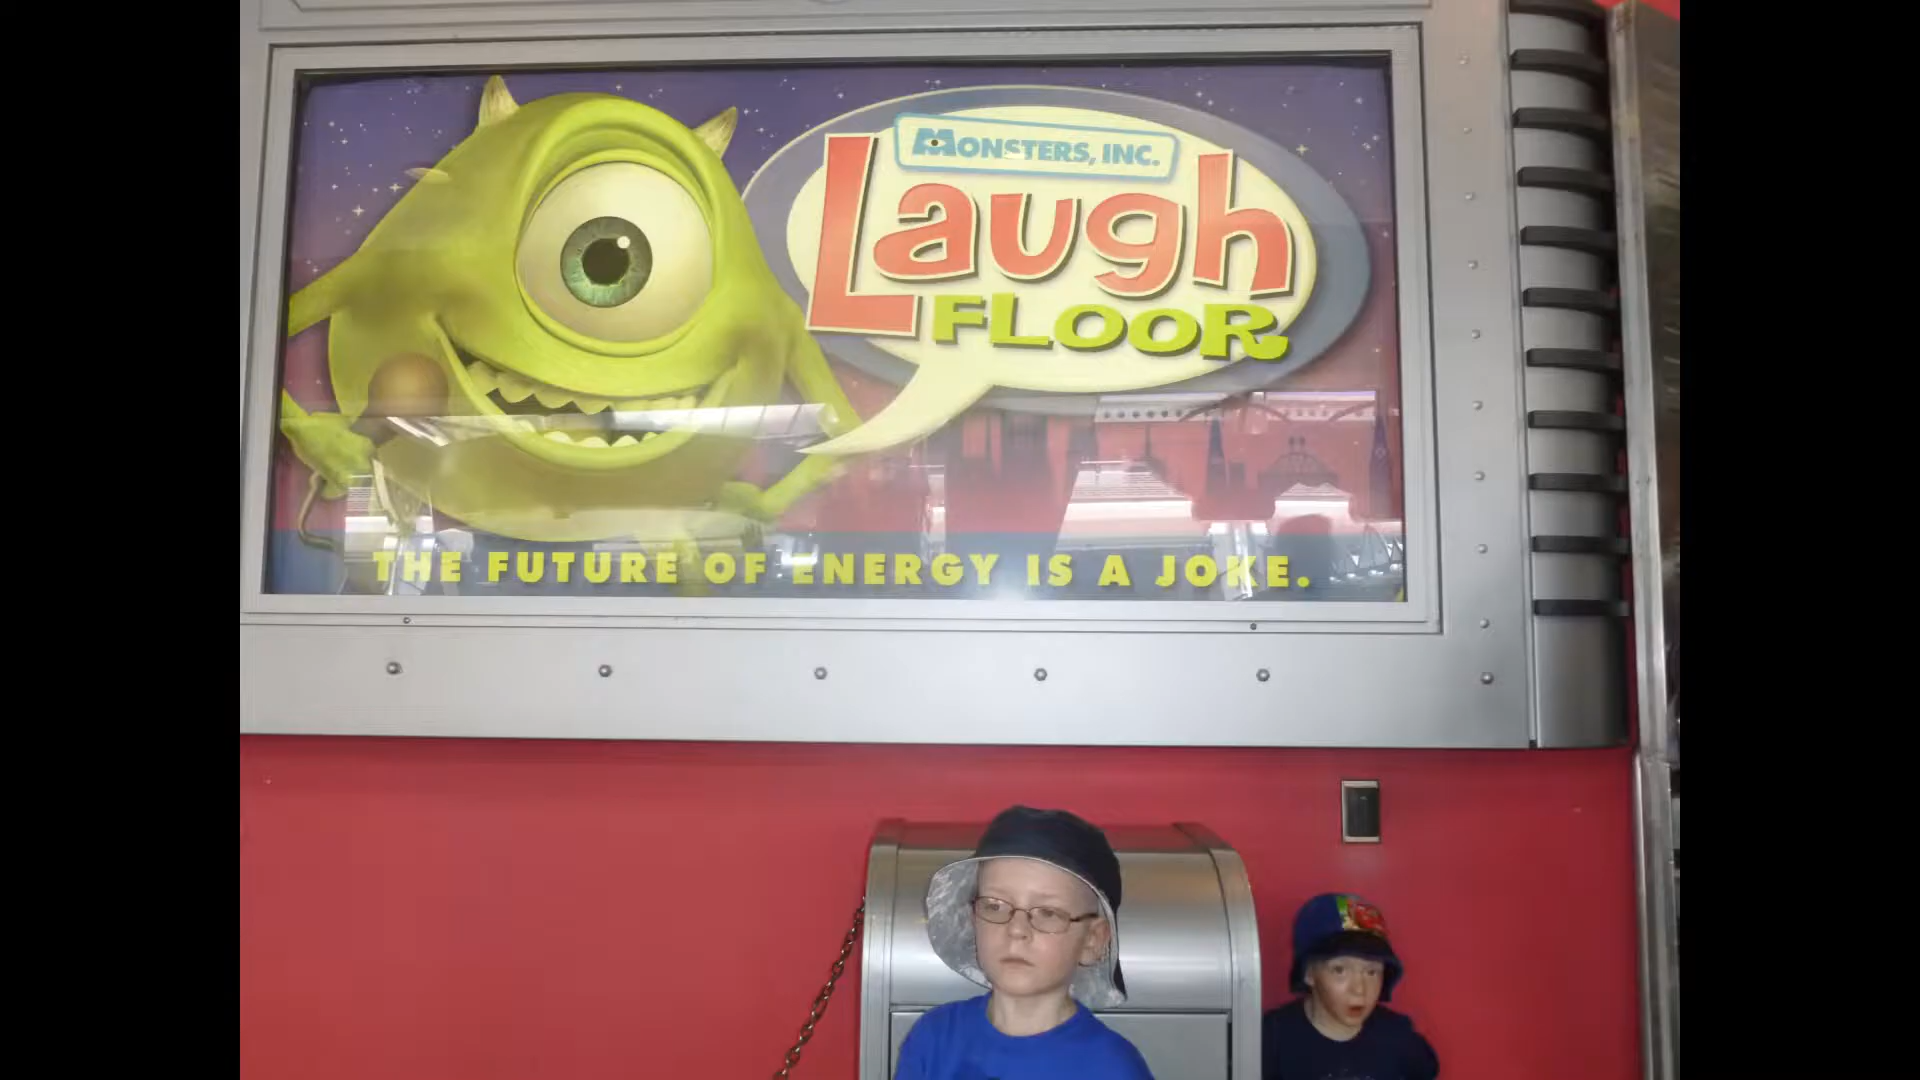 MONSTERS, INC.
Laugh
FLOOR
THE FUTURE OF ENERGY IS A JOKE.